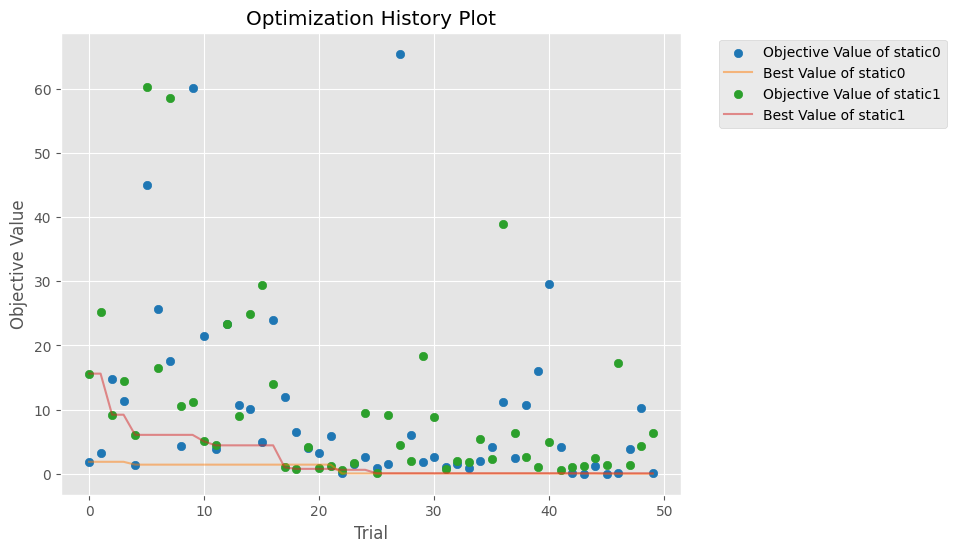 Optimization History Plot
Objective Value of static0
Best Value of static0
Objective Value of static1
Best Value of static1
Objective Value
60
50
40
30
20
10
0
0
10
20
30
40
50
Trial